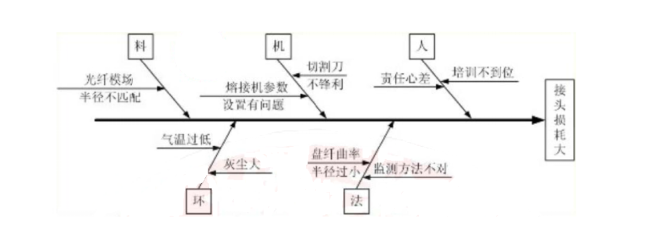 料
机
人
光纤模场
半径不匹配
切割刀
不锋利
熔接机参数
设置有问题
责任心差
培训不到位
接头损耗大
气温过低
灰尘大
盘纤曲率
半径过小
监测方法不对
环
法